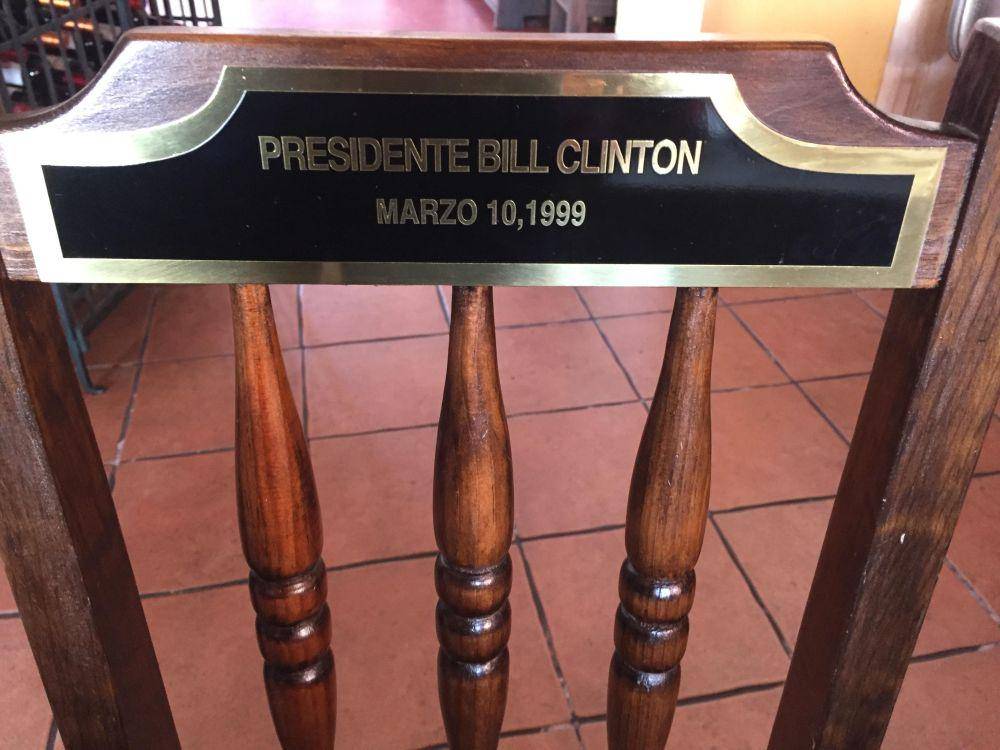 PRESIDENTE BILL CLINTON
MARZO 10,1999